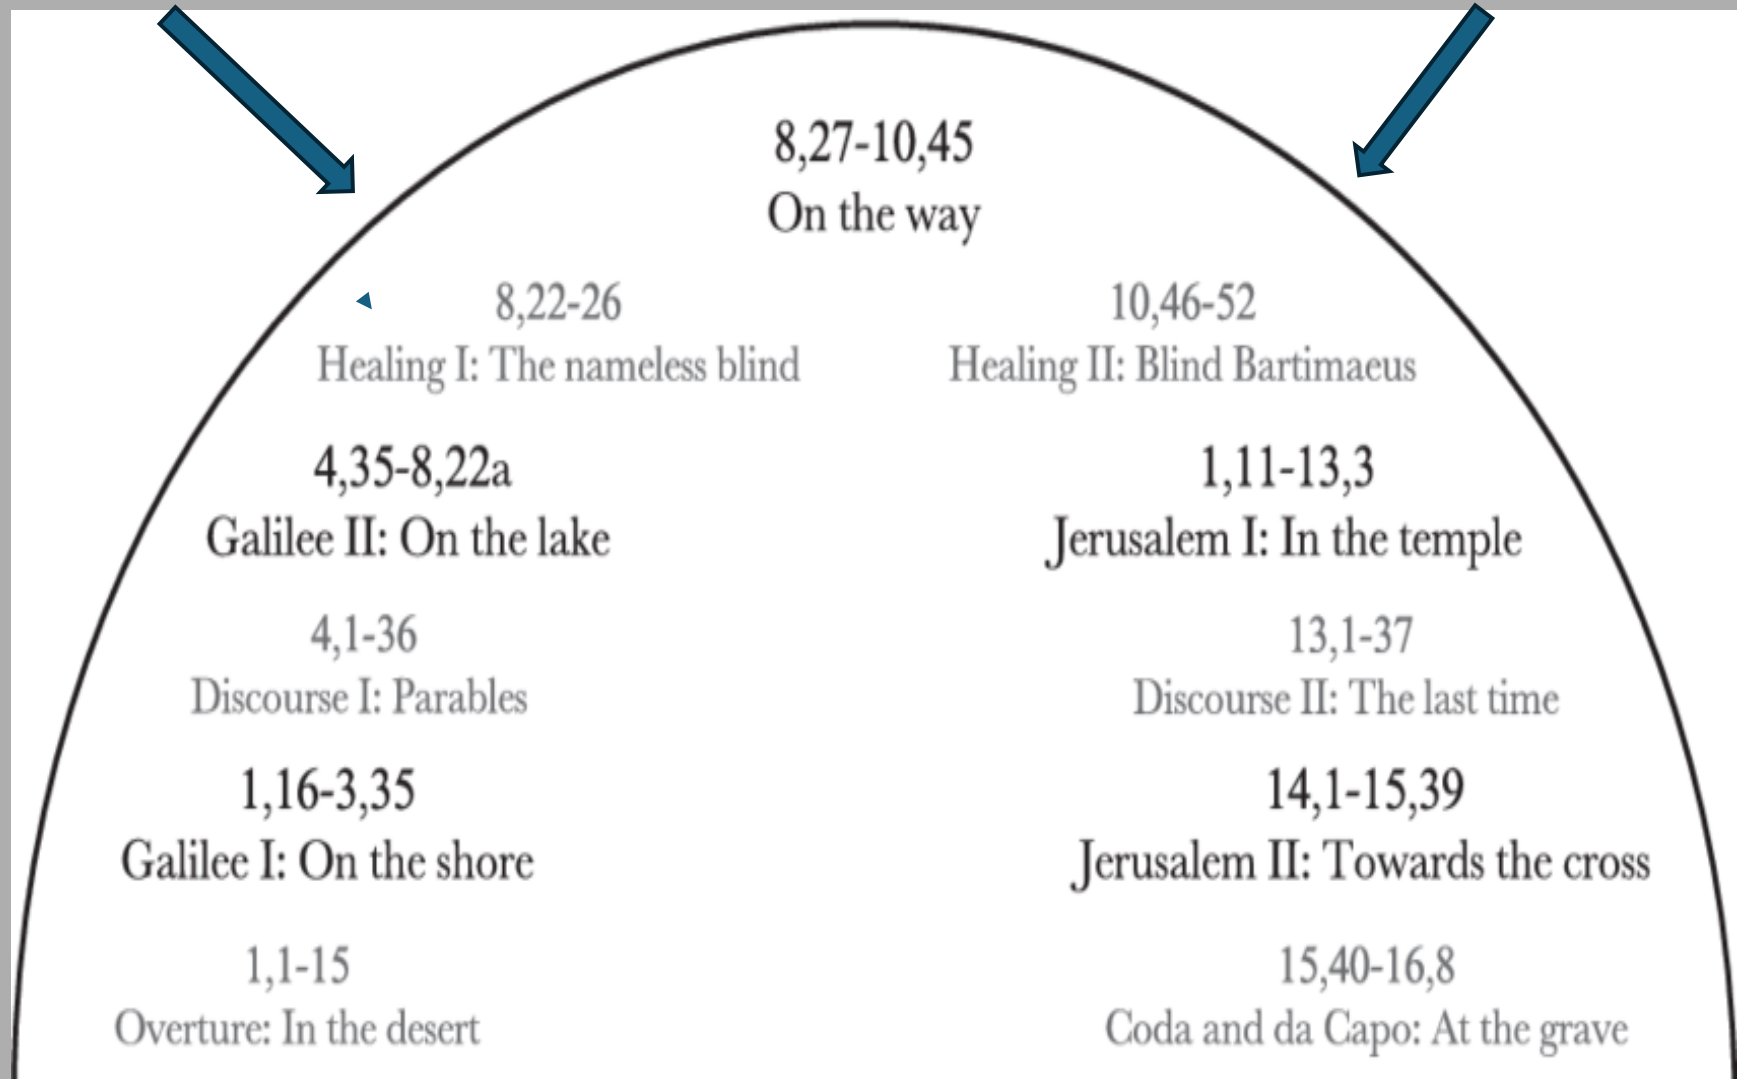 8,27-10,45
On the way
8,22-26
Healing I: The nameless blind
10,46-52
Healing II: Blind Bartimaeus
4,35-8,22a
Galilee II: On the lake
1,11-13,3
Jerusalem I: In the temple
4,1-36
Discourse I: Parables
13,1-37
Discourse II: The last time
1,16-3,35
Galilee I: On the shore
14,1-15,39
Jerusalem II: Towards the cross
1,1-15
Overture: In the desert
15,40-16,8
Coda and da Capo: At the grave